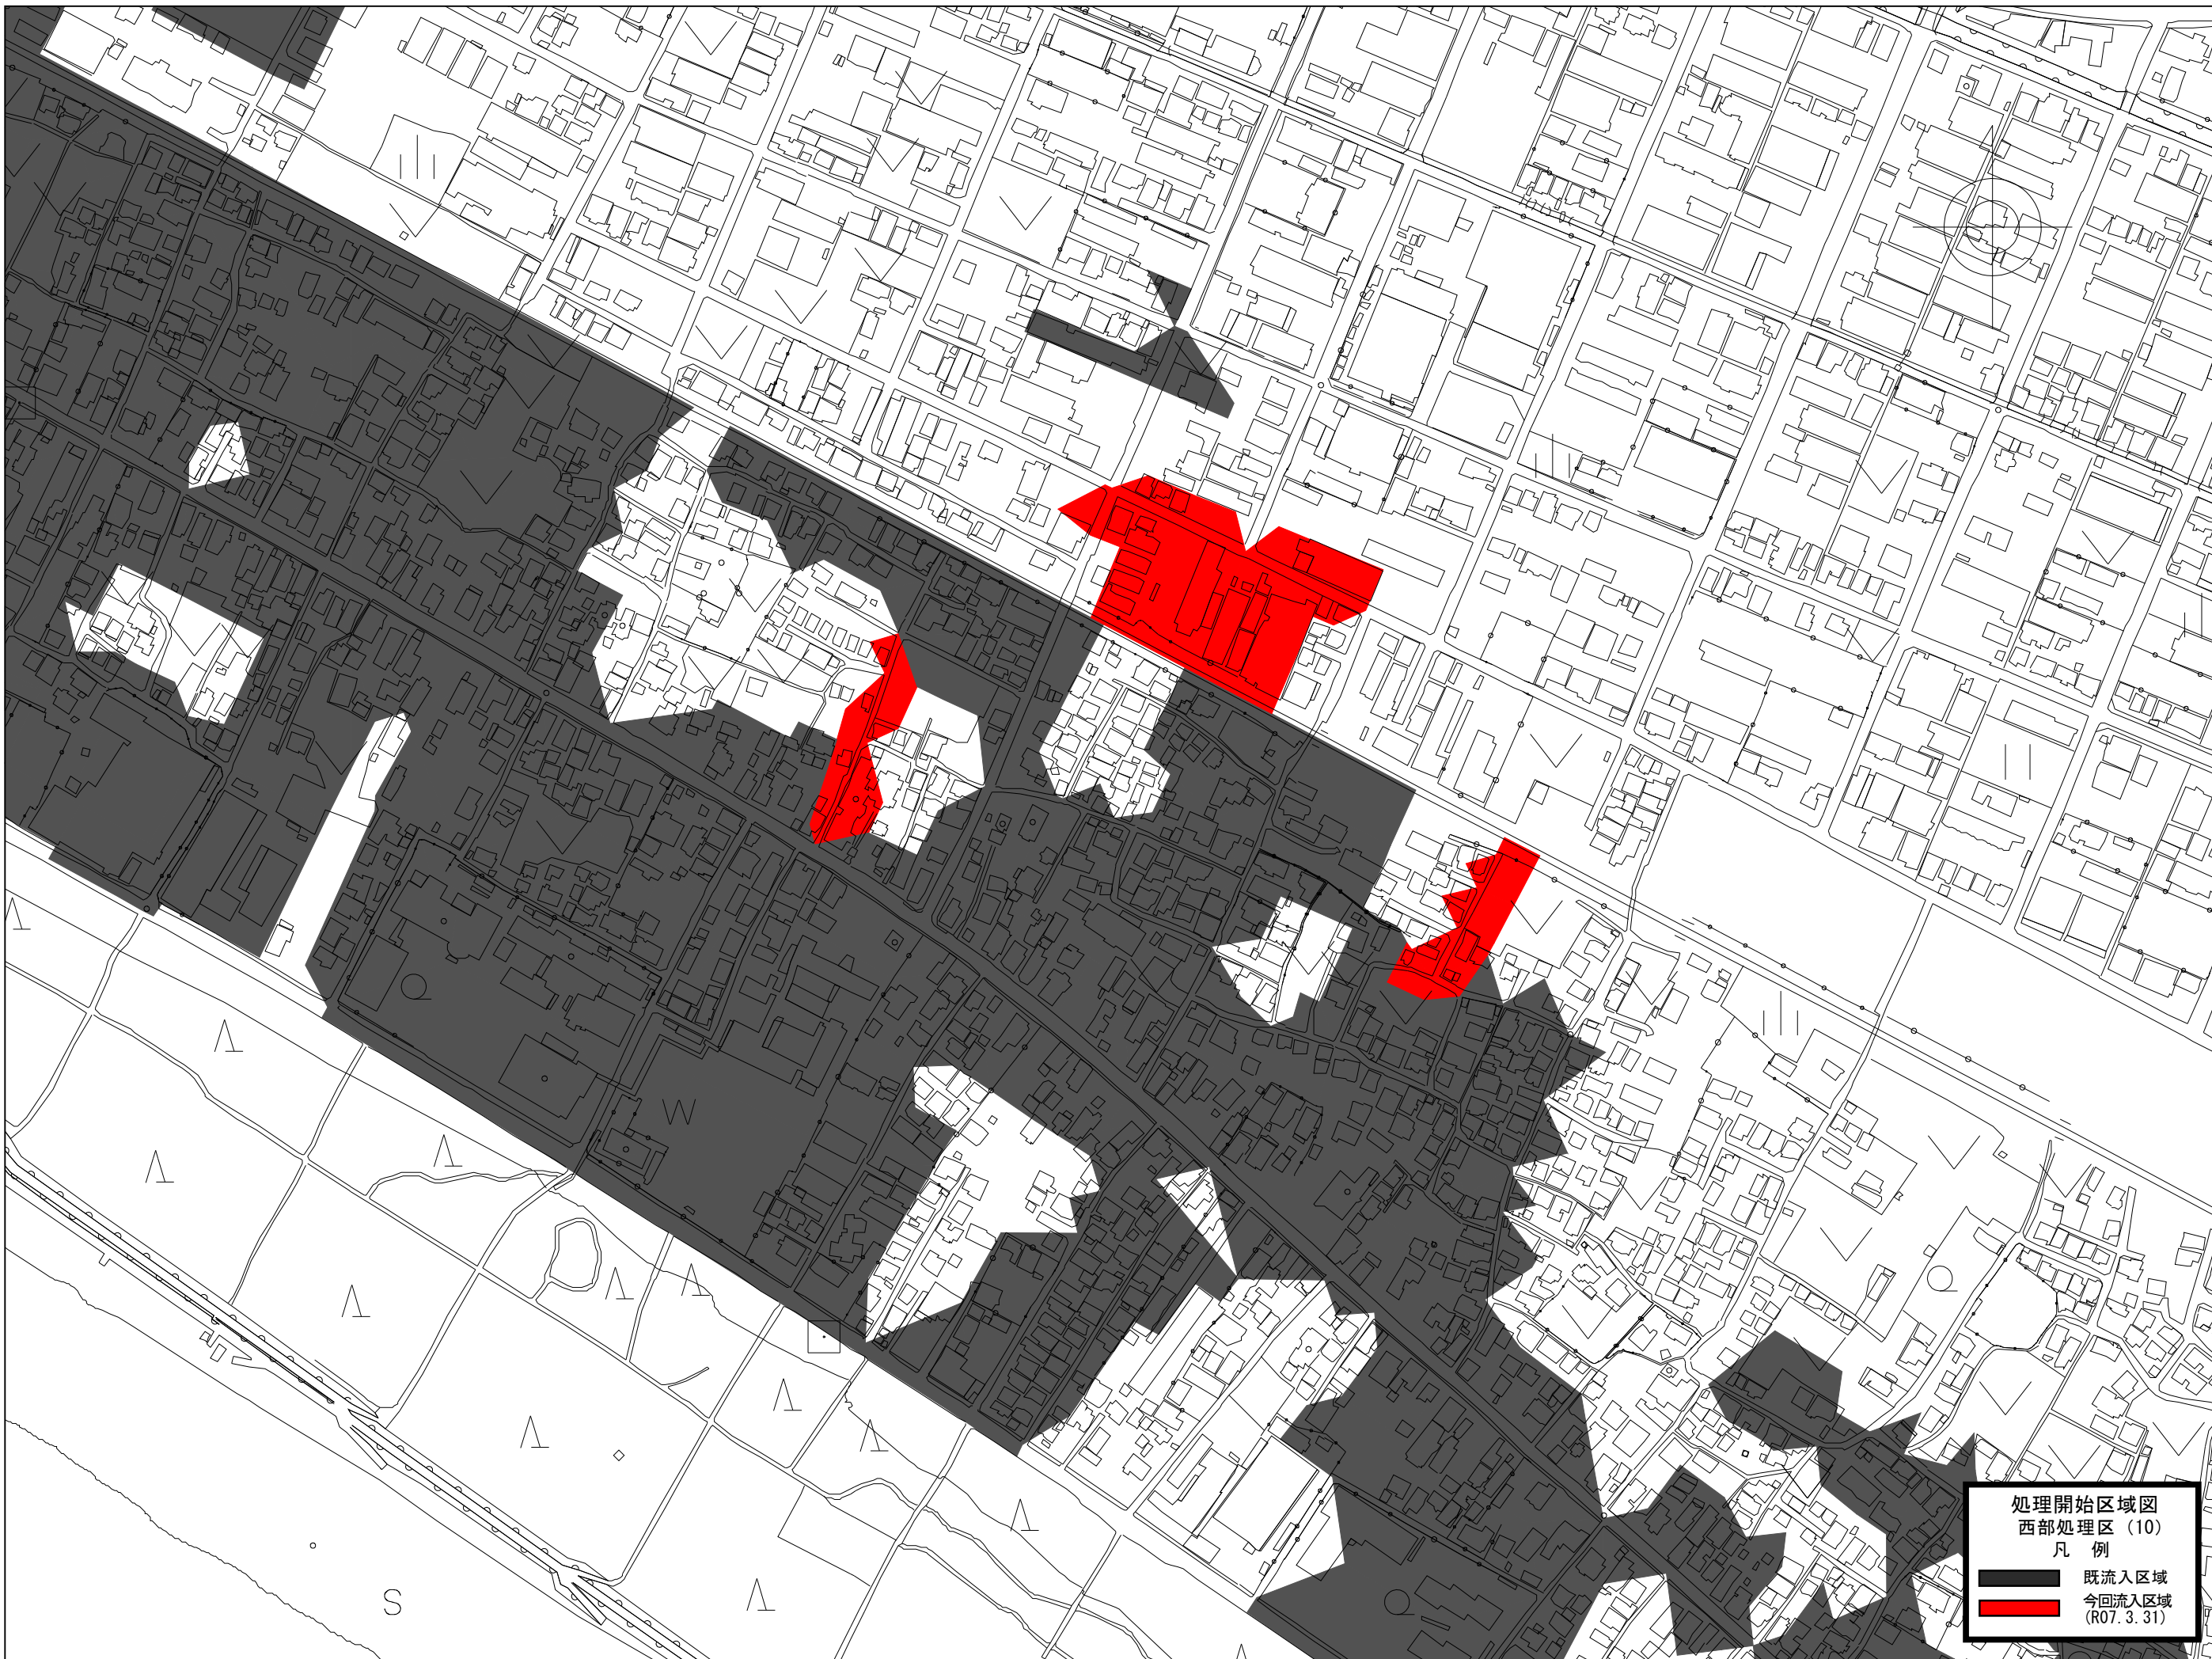 処理開始区域図
西部処理区（10）
凡　例
既流入区域
今回流入区域
(R07.3.31)
W
S